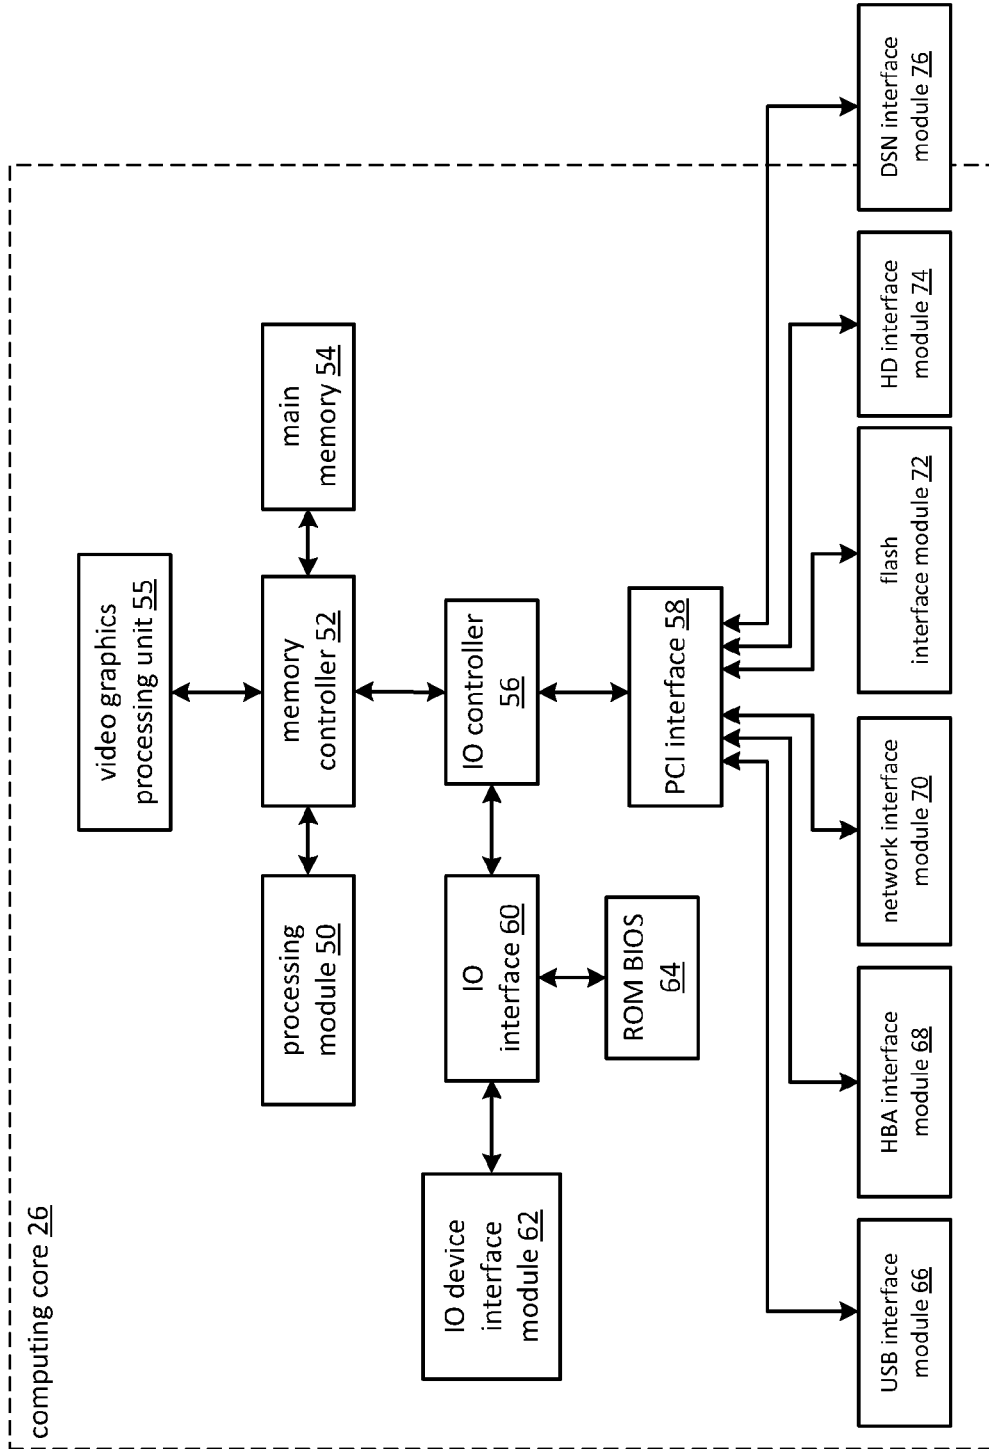 computing core 26
video graphics
processing unit 55
processing
module 50
memory
controller 52
main
memory 54
IO device
interface
module 62
IO
interface 60
IO controller
56
ROM BIOS
64
PCI interface 58
USB interface
module 66
HBA interface
module 68
network interface
module 70
flash
interface module 72
HD interface
module 74
DSN interface
module 76